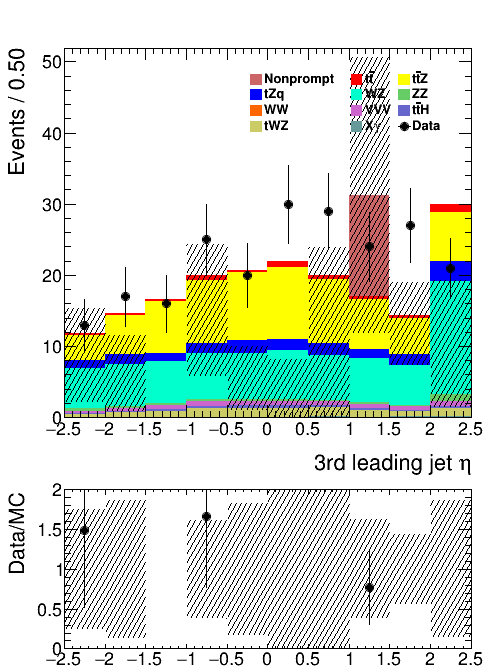 Events / 0.50
50
40
30
20
10
0
Nonprompt tt̄ tt̄Z
tZq WZ ZZ
WW VVV tt̄H
tWZ Xγ Data
−2.5 −2 −1.5 −1 −0.5 0 0.5 1 1.5 2 2.5
3rd leading jet η
Data/MC
2
1.5
1
0.5
0
−2.5 −2 −1.5 −1 −0.5 0 0.5 1 1.5 2 2.5